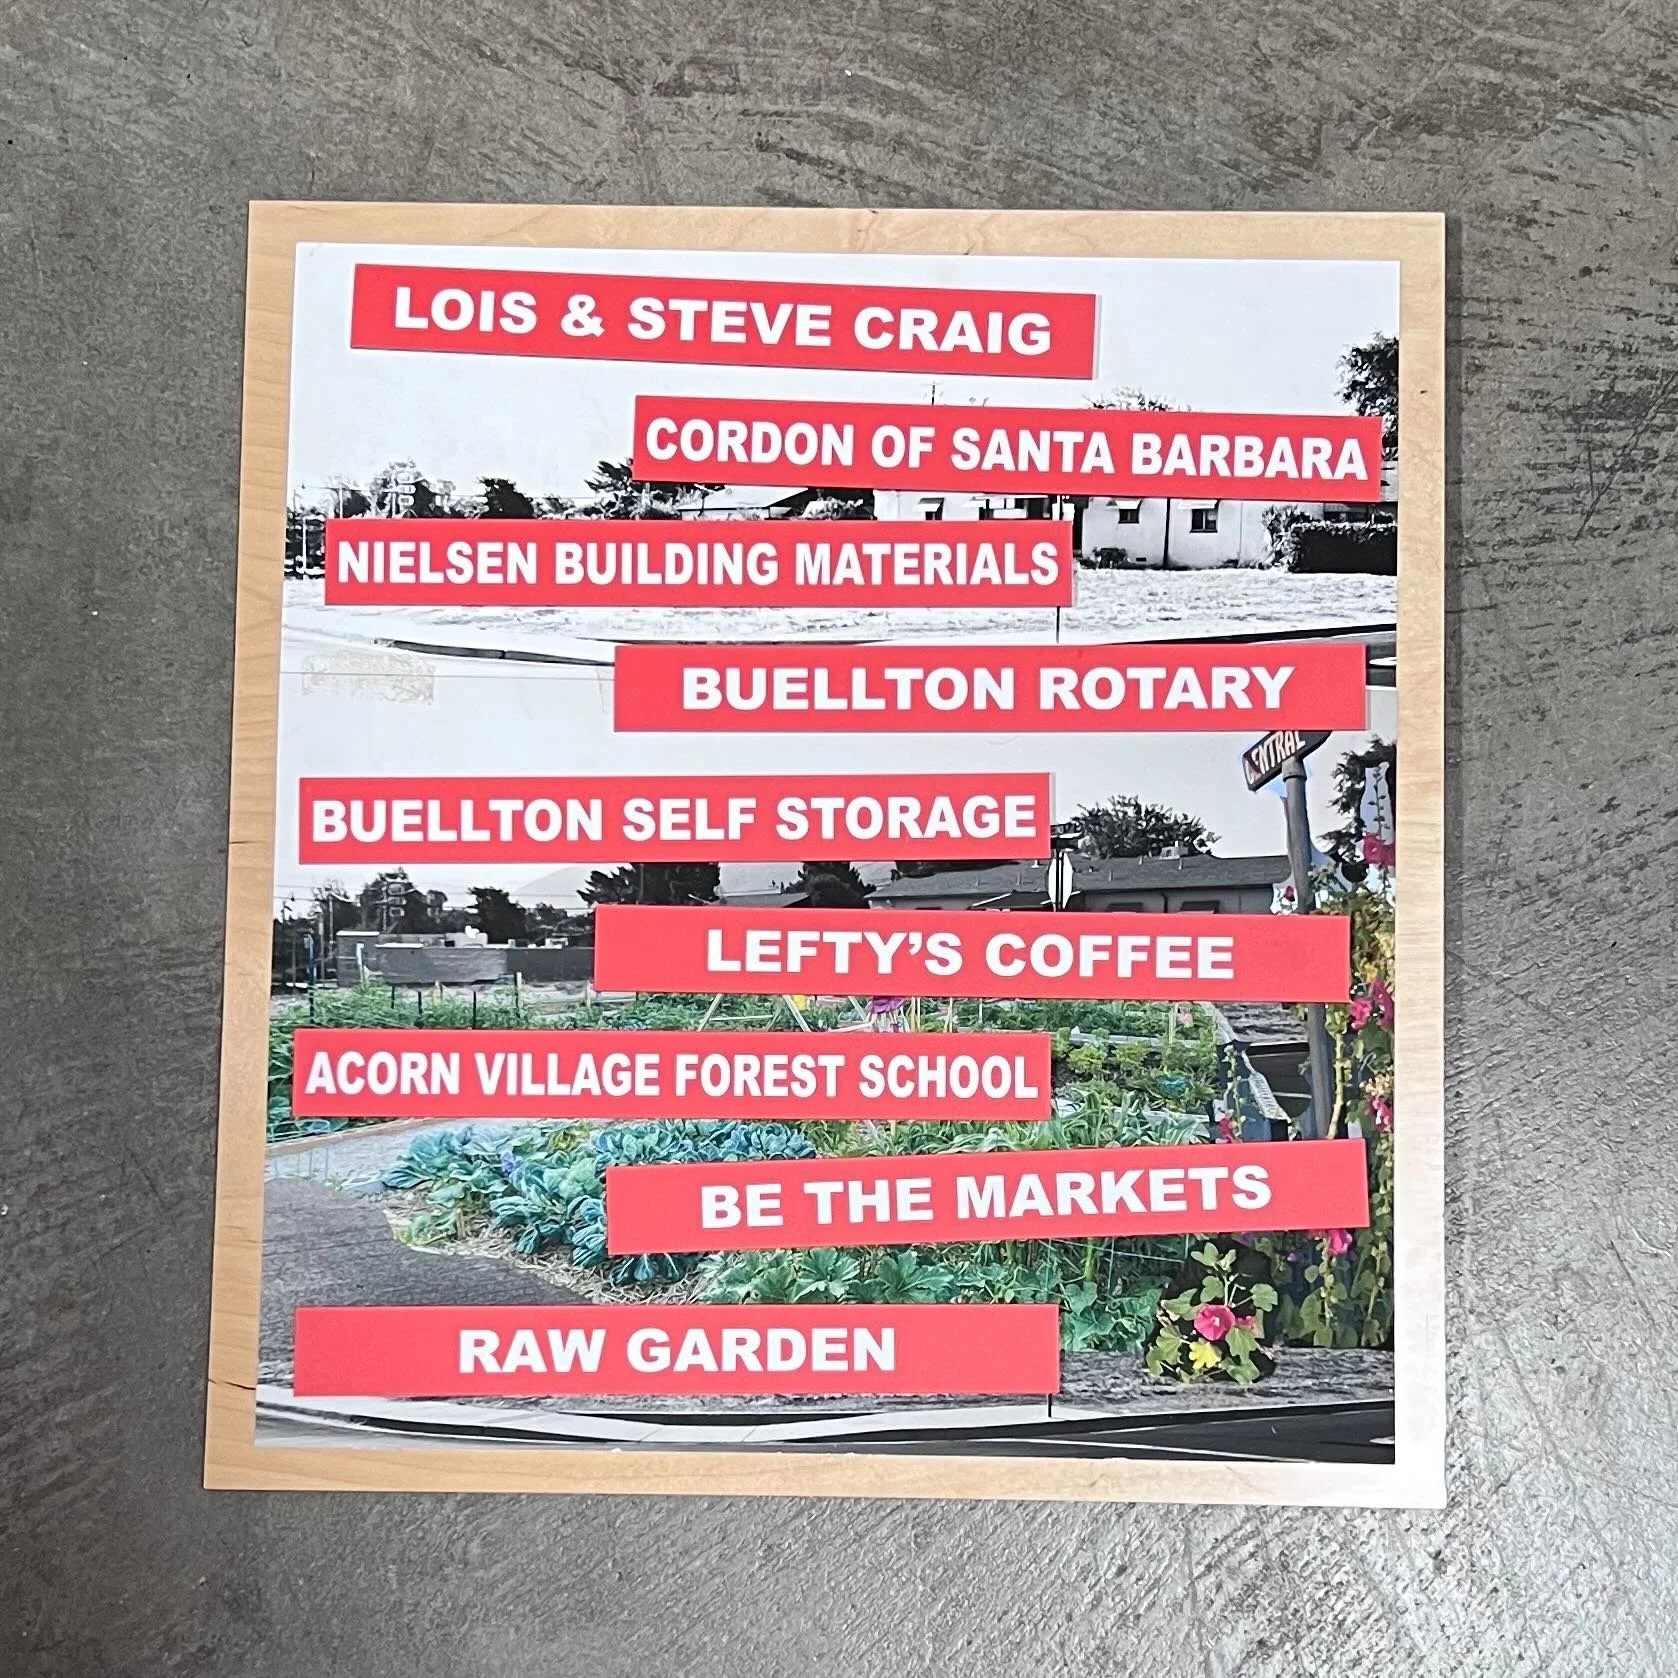 LOIS & STEVE CRAIG
CORDON OF SANTA BARBARA
NIELSEN BUILDING MATERIALS
BUELLTON ROTARY
CENTRAL
BUELLTON SELF STORAGE
LEFTY'S COFFEE
ACORN VILLAGE FOREST SCHOOL
BE THE MARKETS
RAW GARDEN